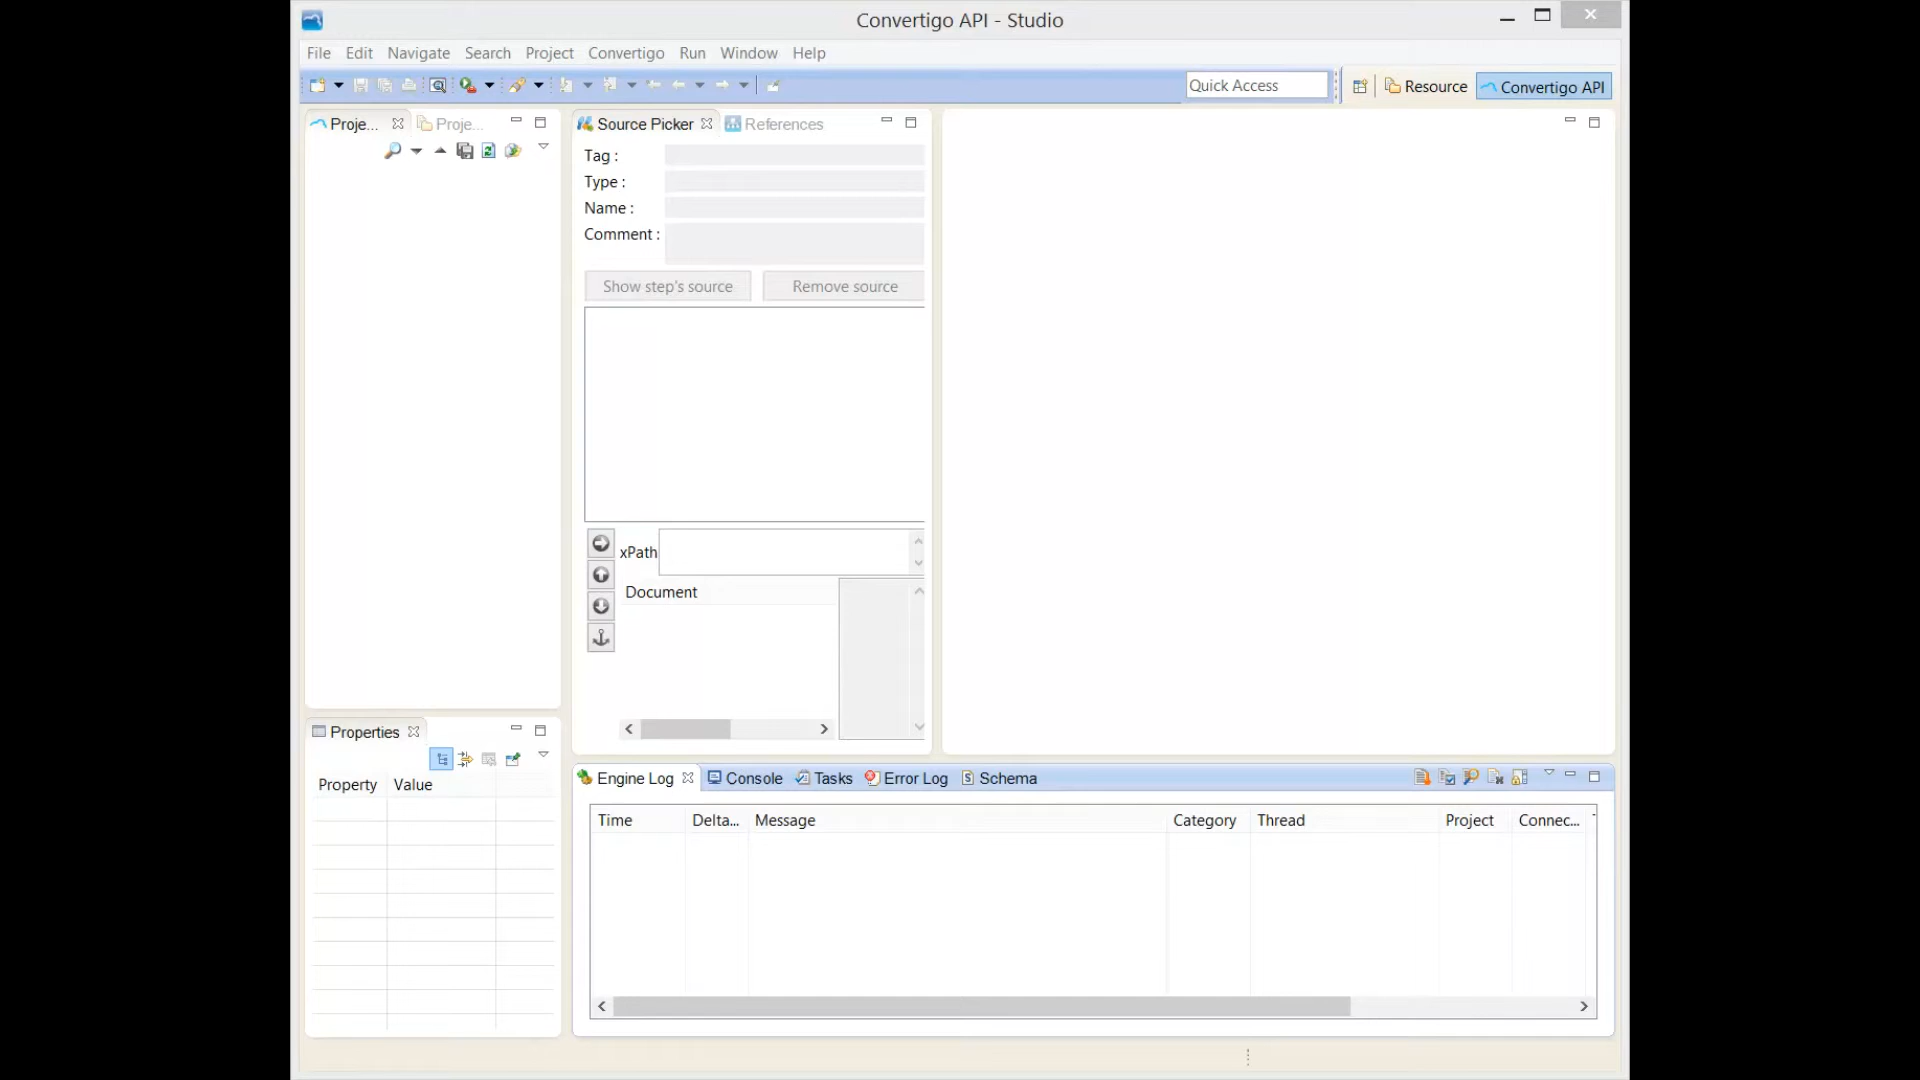 Convertigo API - Studio
File Edit Navigate Search Project Convertigo Run Window Help
Quick Access Resource Convertigo API
Proje... Proje...
Source Picker References
Tag :
Type :
Name :
Comment :
Show step's source Remove source
xPath
Document
Properties
Property Value
Engine Log Console Tasks Error Log Schema
Time Delta... Message Category Thread Project Connec...